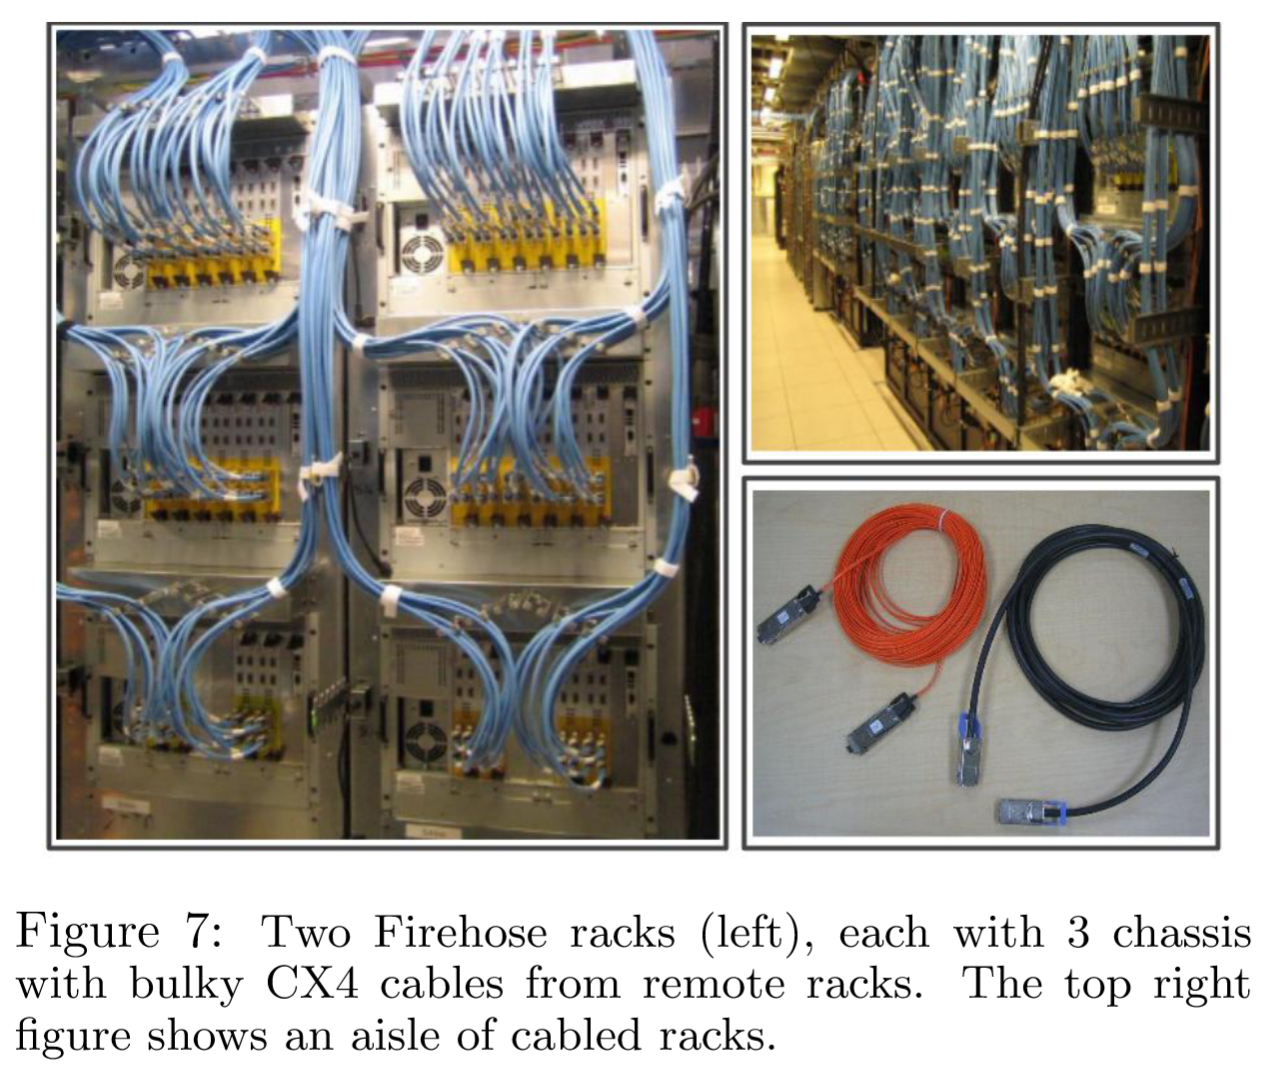 Figure 7: Two Firehose racks (left), each with 3 chassis
with bulky CX4 cables from remote racks. The top right
figure shows an aisle of cabled racks.